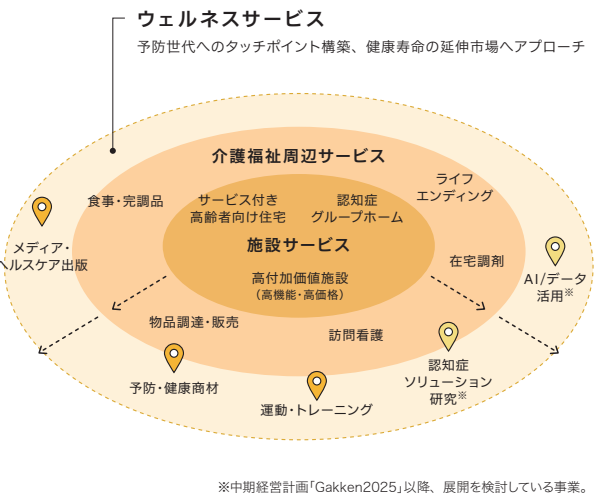 ウェルネスサービス
予防世代へのタッチポイント構築、健康寿命の延伸市場へアプローチ
介護福祉周辺サービス
食事・完調品
サービス付き
高齢者向け住宅
認知症
グループホーム
ライフ
エンディング
施設サービス
メディア・
ヘルスケア出版
在宅調剤
高付加価値施設
（高機能・高価格）
AI/データ
活用※
物品調達・販売
訪問看護
予防・健康商材
認知症
ソリューション
研究※
運動・トレーニング
※中期経営計画「Gakken2025」以降、展開を検討している事業。